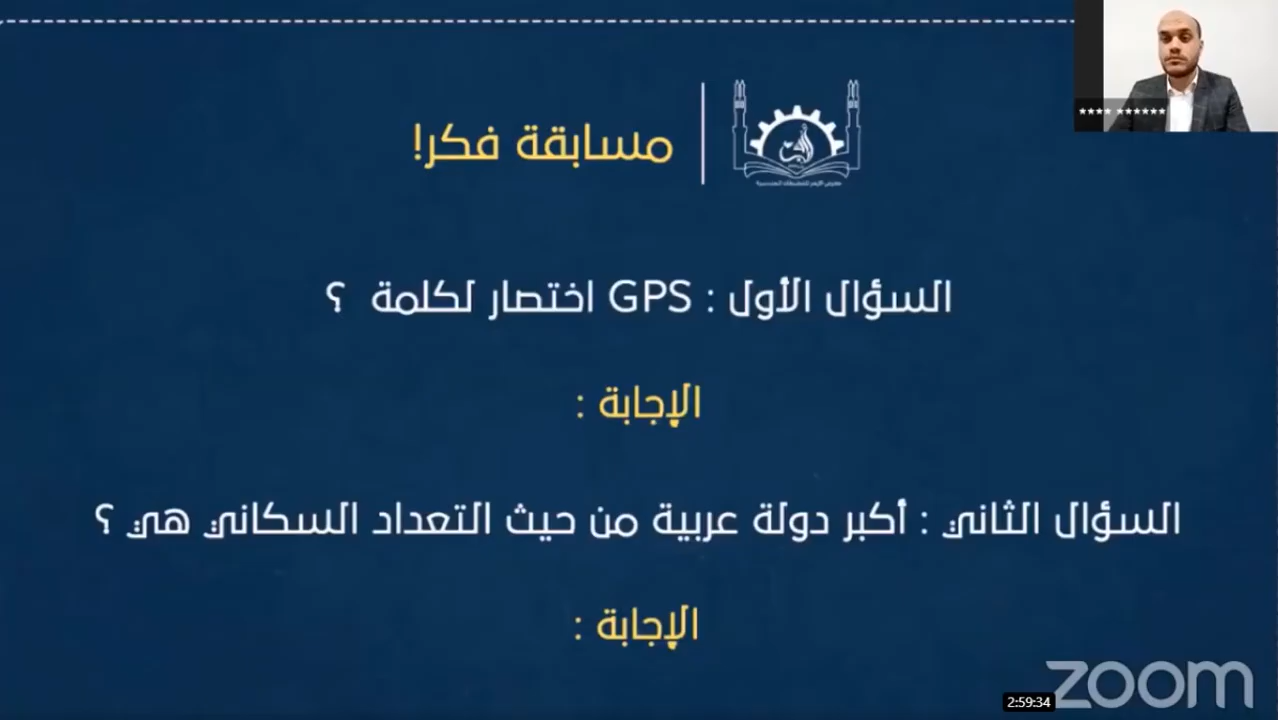 **** ******
مسابقة فكر!
السؤال الأول : GPS اختصار لكلمة ؟
الإجابة :
السؤال الثاني : أكبر دولة عربية من حيث التعداد السكاني هي ؟
الإجابة :
zoom
2:59:34